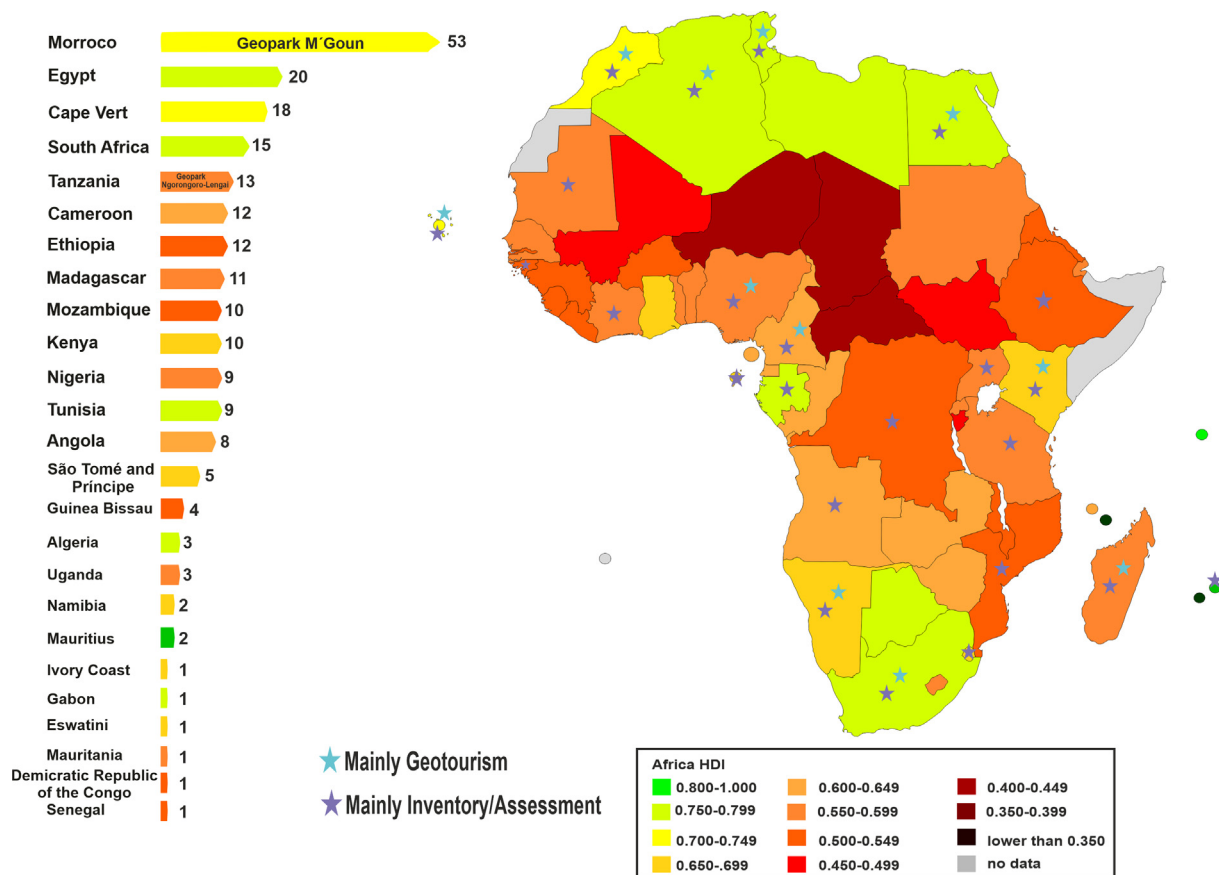 Morroco
Geopark M´Goun
53
Egypt
20
Cape Vert
18
South Africa
15
Tanzania
Geopark
Ngorongoro-Lengai
13
Cameroon
12
Ethiopia
12
Madagascar
11
Mozambique
10
Kenya
10
Nigeria
9
Tunisia
9
Angola
8
São Tomé and
Príncipe
5
Guinea Bissau
4
Algeria
3
Uganda
3
Namibia
2
Mauritius
2
Ivory Coast
1
Gabon
1
Eswatini
1
Mauritania
1
Demicratic Republic
of the Congo
1
Senegal
1
Mainly Geotourism
Mainly Inventory/Assessment
Africa HDI
0.800-1.000
0.750-0.799
0.700-0.749
0.650-.699
0.600-0.649
0.550-0.599
0.500-0.549
0.450-0.499
0.400-0.449
0.350-0.399
lower than 0.350
no data